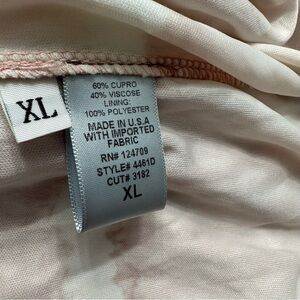 XL
60% CUPRO
40% VISCOSE
LINING:
100% POLYESTER
MADE IN U.S.A
WITH IMPORTED
FABRIC
RN# 124709
STYLE# 4461D
CUT# 3182
XL